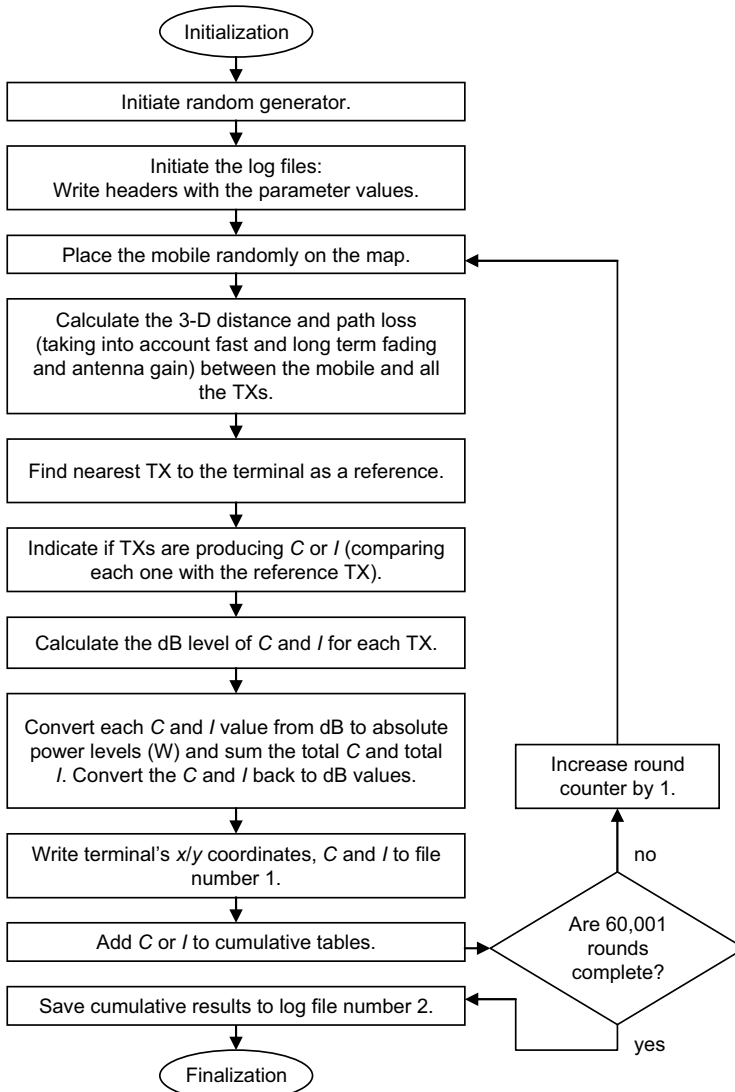 Initialization
Initiate random generator.
Initiate the log files:
Write headers with the parameter values.
Place the mobile randomly on the map.
Calculate the 3-D distance and path loss
(taking into account fast and long term fading
and antenna gain) between the mobile and all
the TXs.
Find nearest TX to the terminal as a reference.
Indicate if TXs are producing C or I (comparing
each one with the reference TX).
Calculate the dB level of C and I for each TX.
Convert each C and I value from dB to absolute
power levels (W) and sum the total C and total
I. Convert the C and I back to dB values.
Increase round
counter by 1.
Write terminal's x/y coordinates, C and I to file
number 1.
no
Add C or I to cumulative tables.
Are 60,001
rounds
complete?
Save cumulative results to log file number 2.
yes
Finalization